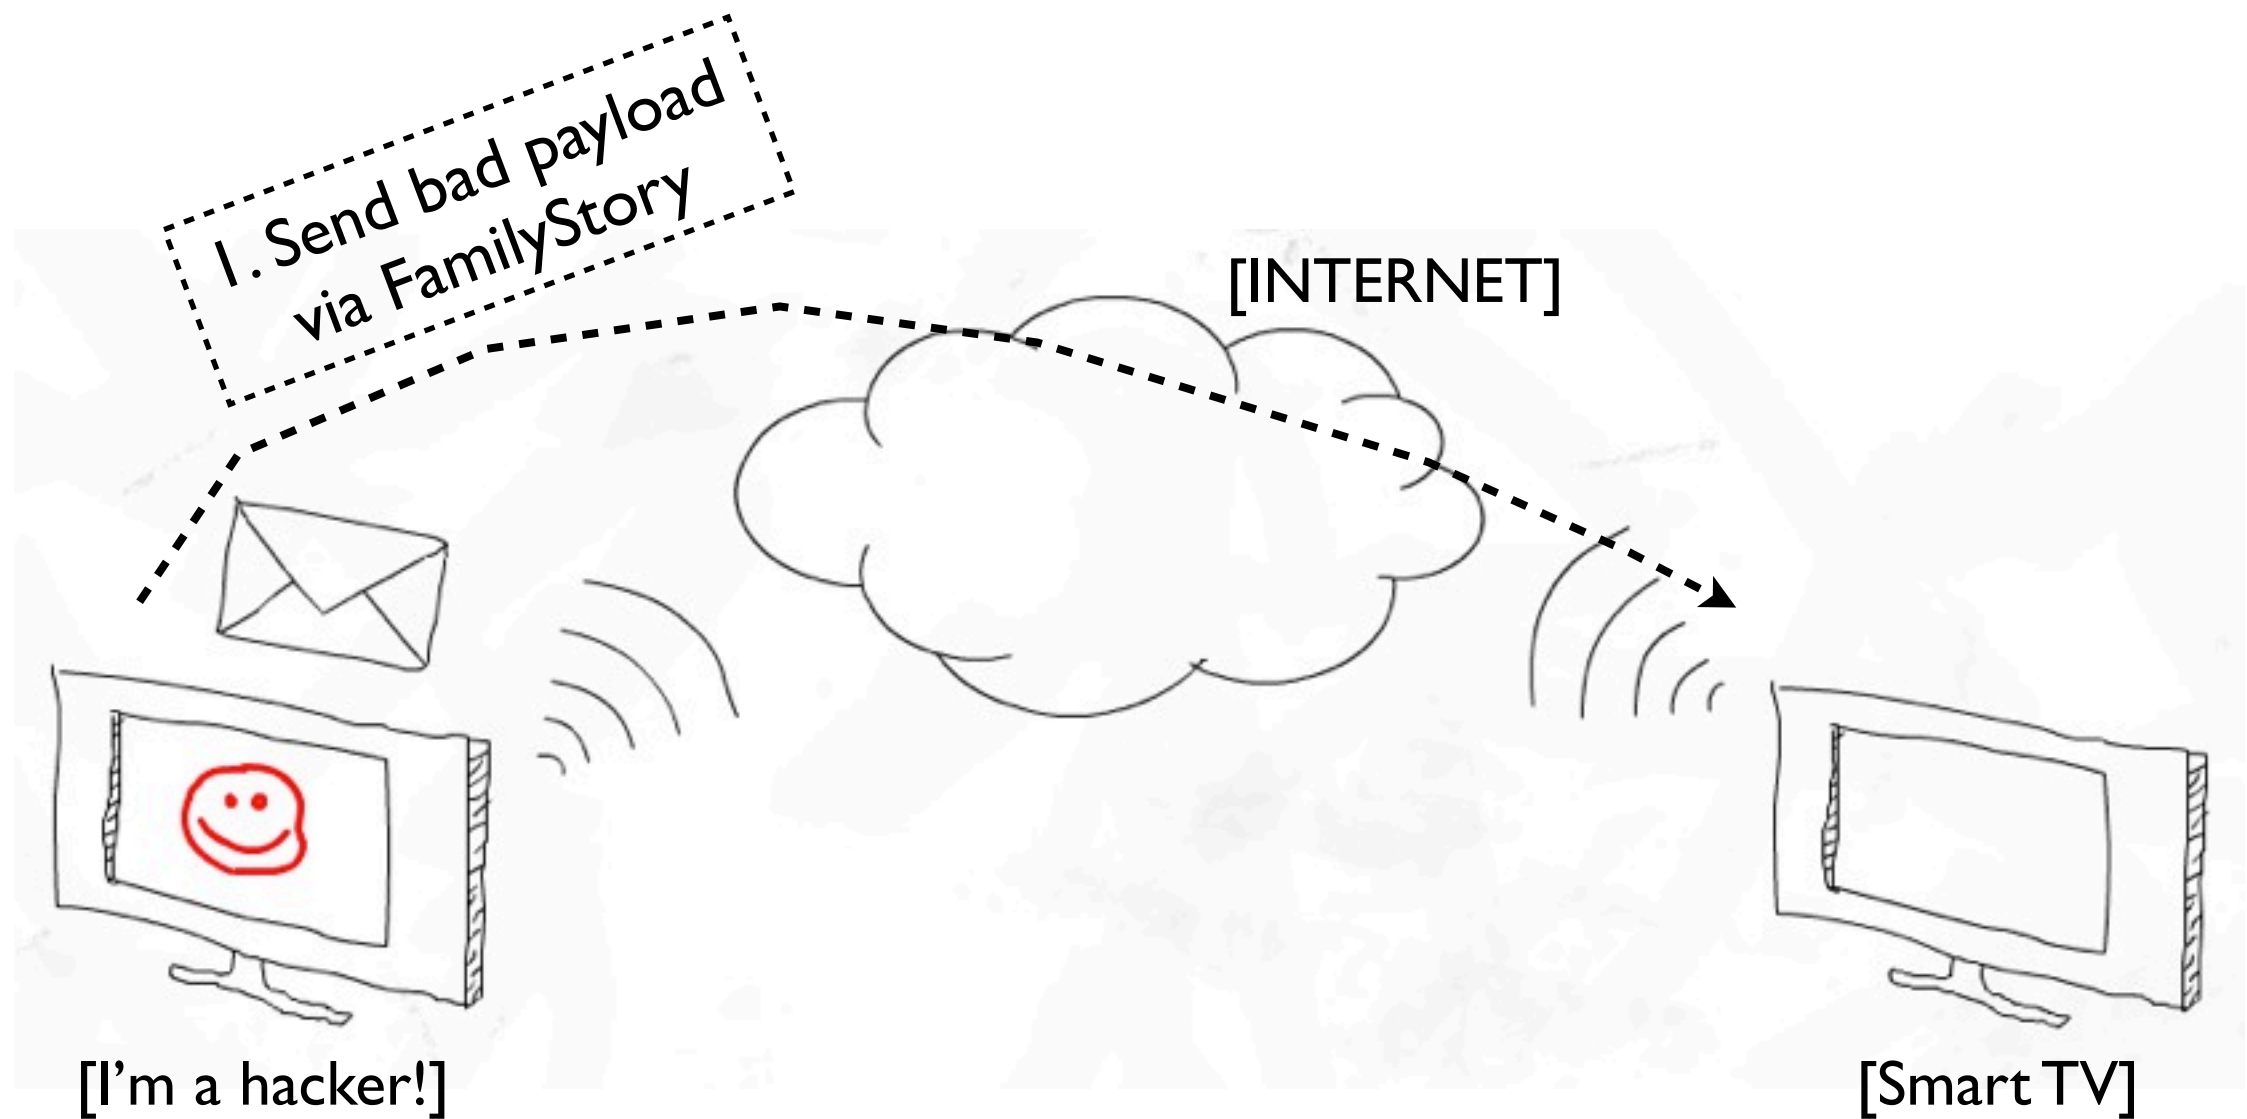 1. Send bad payload
via FamilyStory
[INTERNET]
[I'm a hacker!]
[Smart TV]